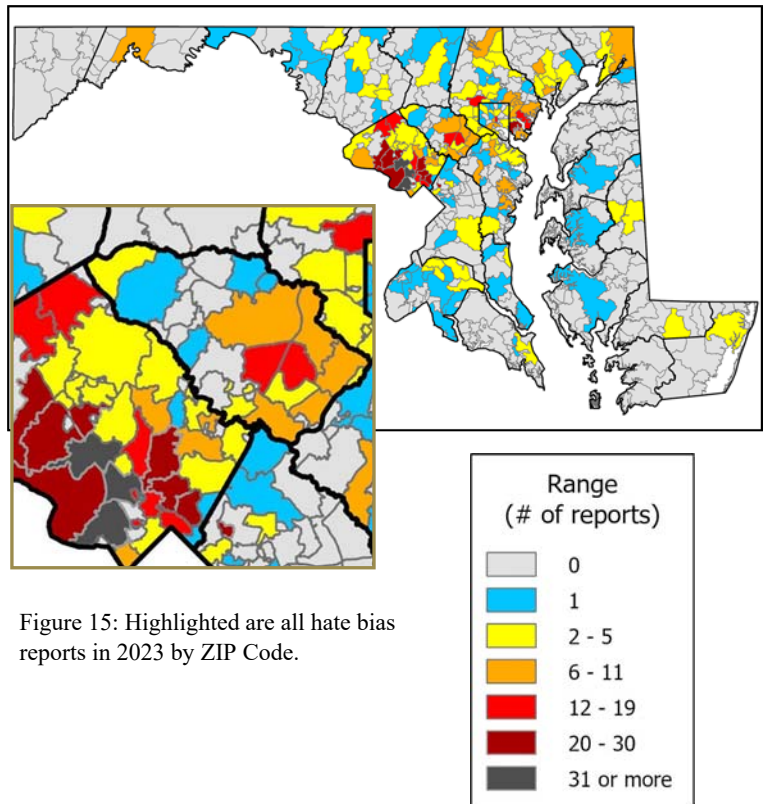 Range
(# of reports)
0
1
2 - 5
6 - 11
12 - 19
20 - 30
31 or more
Figure 15: Highlighted are all hate bias
reports in 2023 by ZIP Code.